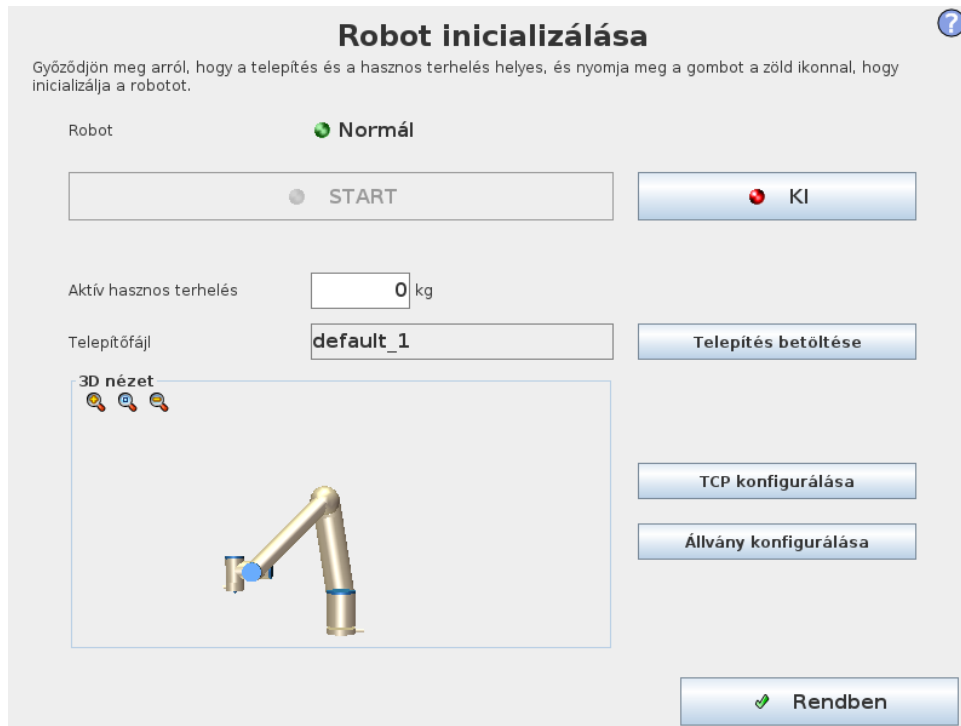 Robot inicializálása
?
Győződjön meg arról, hogy a telepítés és a hasznos terhelés helyes, és nyomja meg a gombot a zöld ikonnal, hogy
inicializálja a robotot.
Robot
Normál
START
KI
Aktív hasznos terhelés
0 kg
Telepítőfájl
default_1
Telepítés betöltése
3D nézet
TCP konfigurálása
Állvány konfigurálása
Rendben